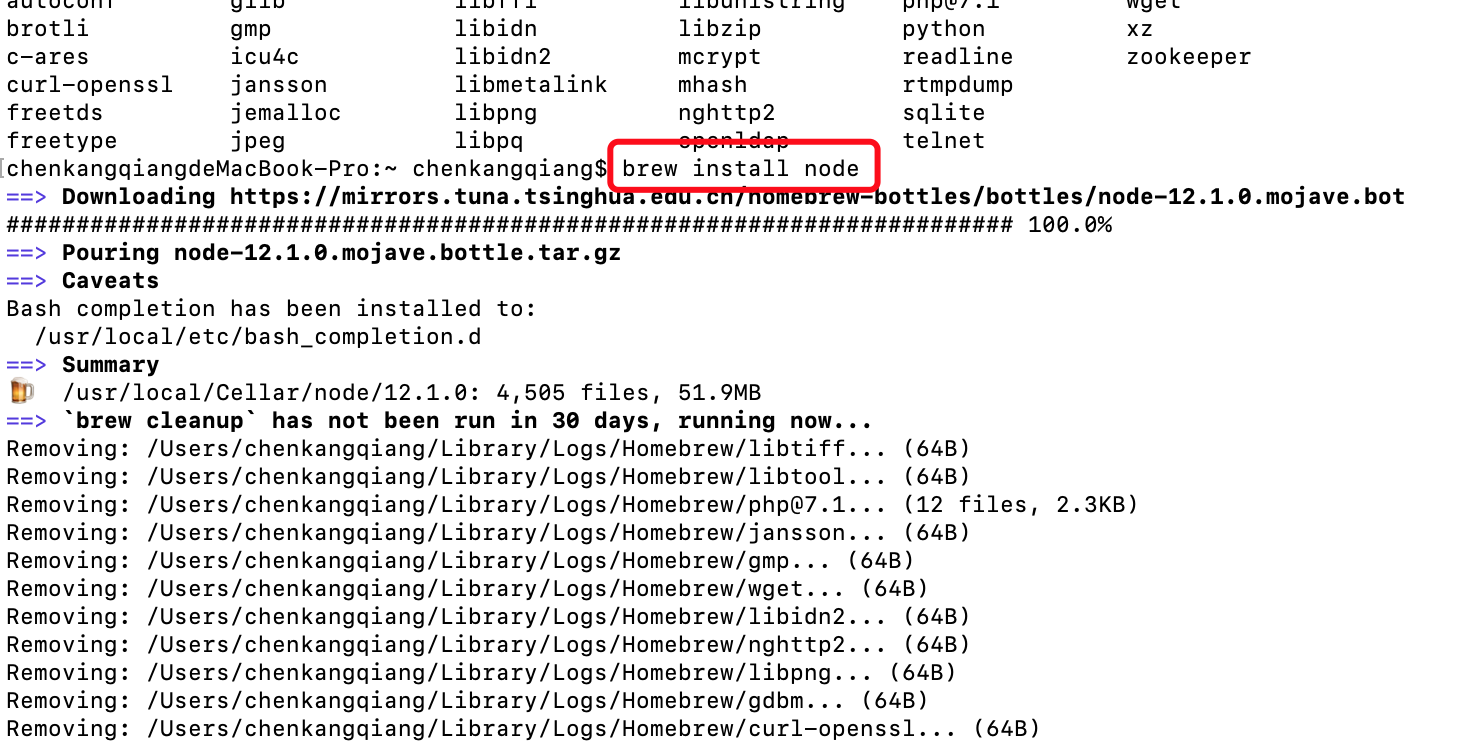 autoconf glib libffi libunistring php@7.1 wget
brotli gmp libidn libzip python xz
c-ares icu4c libidn2 mcrypt readline zookeeper
curl-openssl jansson libmetalink mhash rtmpdump
freetds jemalloc libpng nghttp2 sqlite
freetype jpeg libpq openldap telnet
[chenkangqiangdeMacBook-Pro:~ chenkangqiang$ brew install node
==> Downloading https://mirrors.tuna.tsinghua.edu.cn/homebrew-bottles/bottles/node-12.1.0.mojave.bot
######################################################################## 100.0%
==> Pouring node-12.1.0.mojave.bottle.tar.gz
==> Caveats
Bash completion has been installed to:
/usr/local/etc/bash_completion.d
==> Summary
🍺 /usr/local/Cellar/node/12.1.0: 4,505 files, 51.9MB
==> `brew cleanup` has not been run in 30 days, running now...
Removing: /Users/chenkangqiang/Library/Logs/Homebrew/libtiff... (64B)
Removing: /Users/chenkangqiang/Library/Logs/Homebrew/libtool... (64B)
Removing: /Users/chenkangqiang/Library/Logs/Homebrew/php@7.1... (12 files, 2.3KB)
Removing: /Users/chenkangqiang/Library/Logs/Homebrew/jansson... (64B)
Removing: /Users/chenkangqiang/Library/Logs/Homebrew/gmp... (64B)
Removing: /Users/chenkangqiang/Library/Logs/Homebrew/wget... (64B)
Removing: /Users/chenkangqiang/Library/Logs/Homebrew/libidn2... (64B)
Removing: /Users/chenkangqiang/Library/Logs/Homebrew/nghttp2... (64B)
Removing: /Users/chenkangqiang/Library/Logs/Homebrew/libpng... (64B)
Removing: /Users/chenkangqiang/Library/Logs/Homebrew/gdbm... (64B)
Removing: /Users/chenkangqiang/Library/Logs/Homebrew/curl-openssl... (64B)